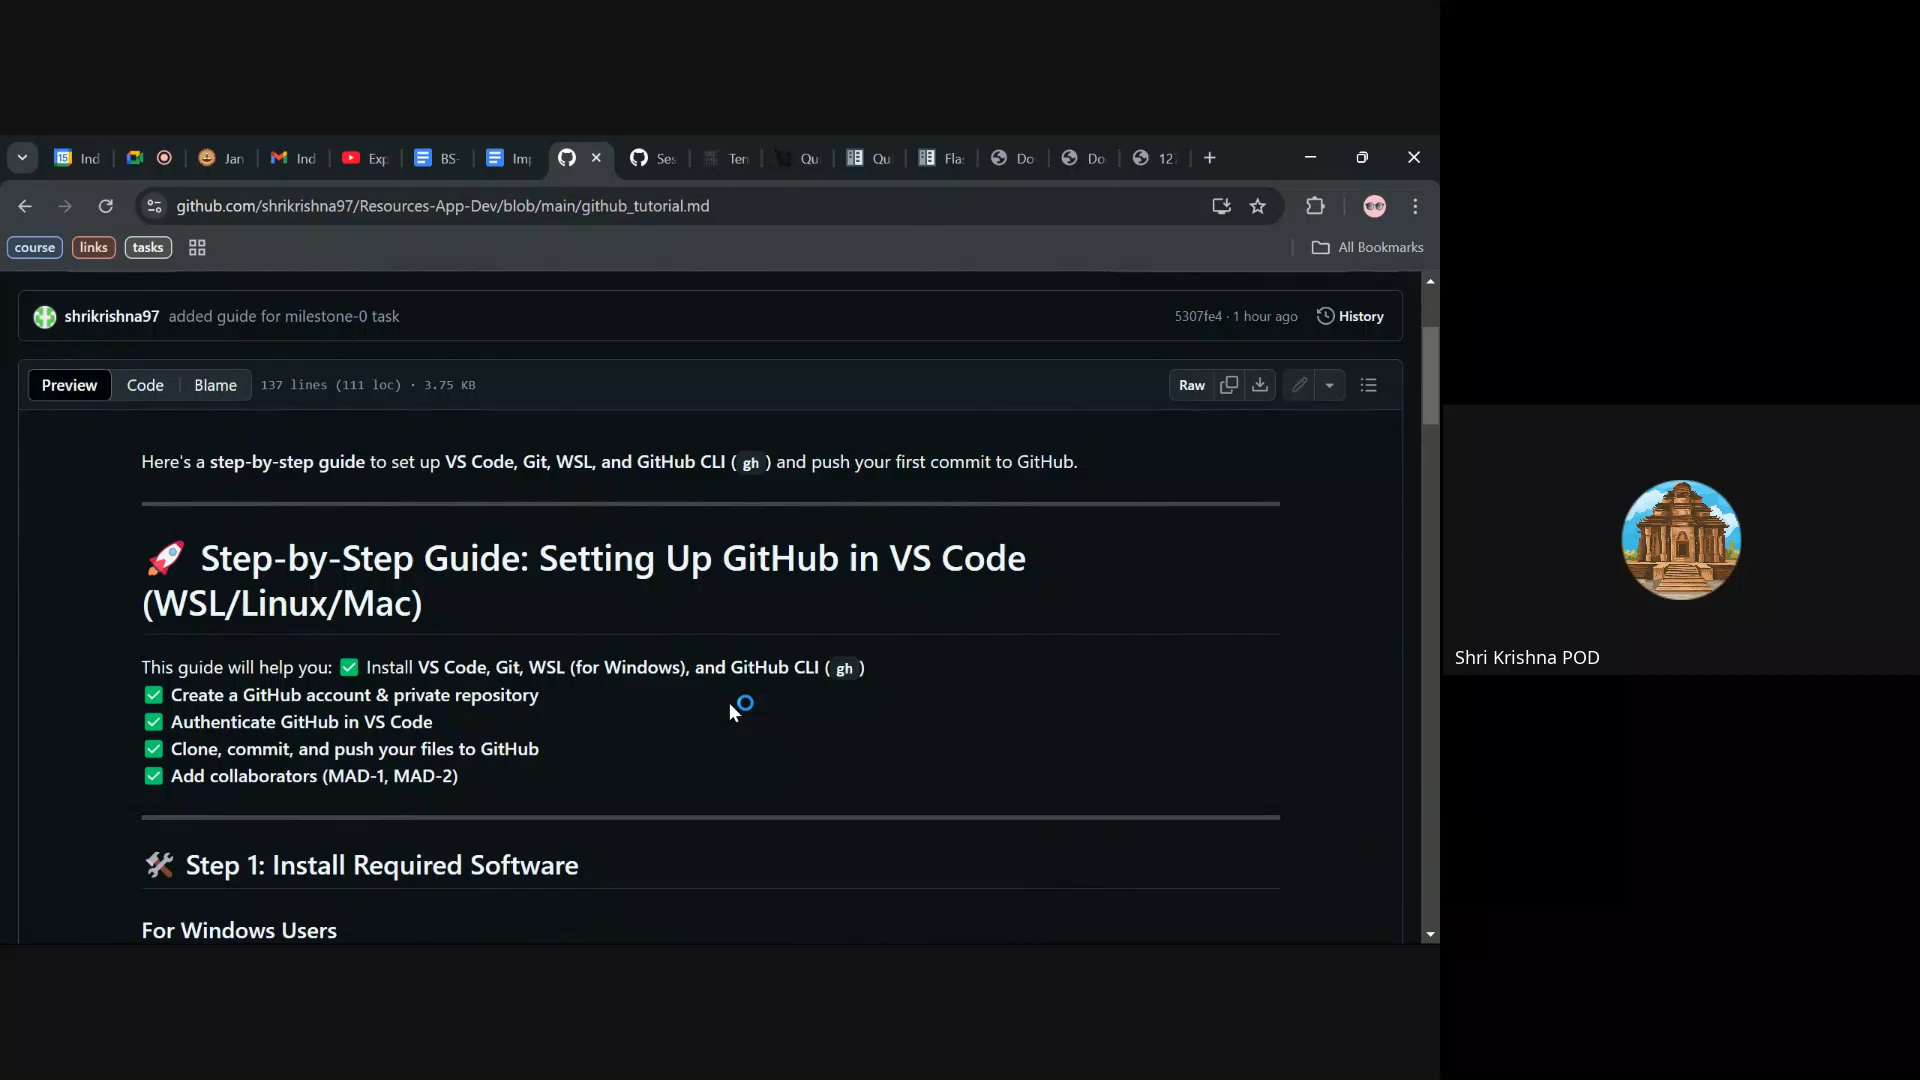 Ind
Jan
Ind
Exp
BS-
Imp
Ses
Ten
Qu
Qu
Fla
Do
Do
12
github.com/shrikrishna97/Resources-App-Dev/blob/main/github_tutorial.md
course
links
tasks
All Bookmarks
shrikrishna97 added guide for milestone-0 task
5307fe4 · 1 hour ago
History
Preview
Code
Blame
137 lines (111 loc) · 3.75 KB
Raw
Here's a step-by-step guide to set up VS Code, Git, WSL, and GitHub CLI ( gh ) and push your first commit to GitHub.
🚀 Step-by-Step Guide: Setting Up GitHub in VS Code
(WSL/Linux/Mac)
This guide will help you: ✅ Install VS Code, Git, WSL (for Windows), and GitHub CLI ( gh )
✅ Create a GitHub account & private repository
✅ Authenticate GitHub in VS Code
✅ Clone, commit, and push your files to GitHub
✅ Add collaborators (MAD-1, MAD-2)
🛠 Step 1: Install Required Software
For Windows Users
Shri Krishna POD